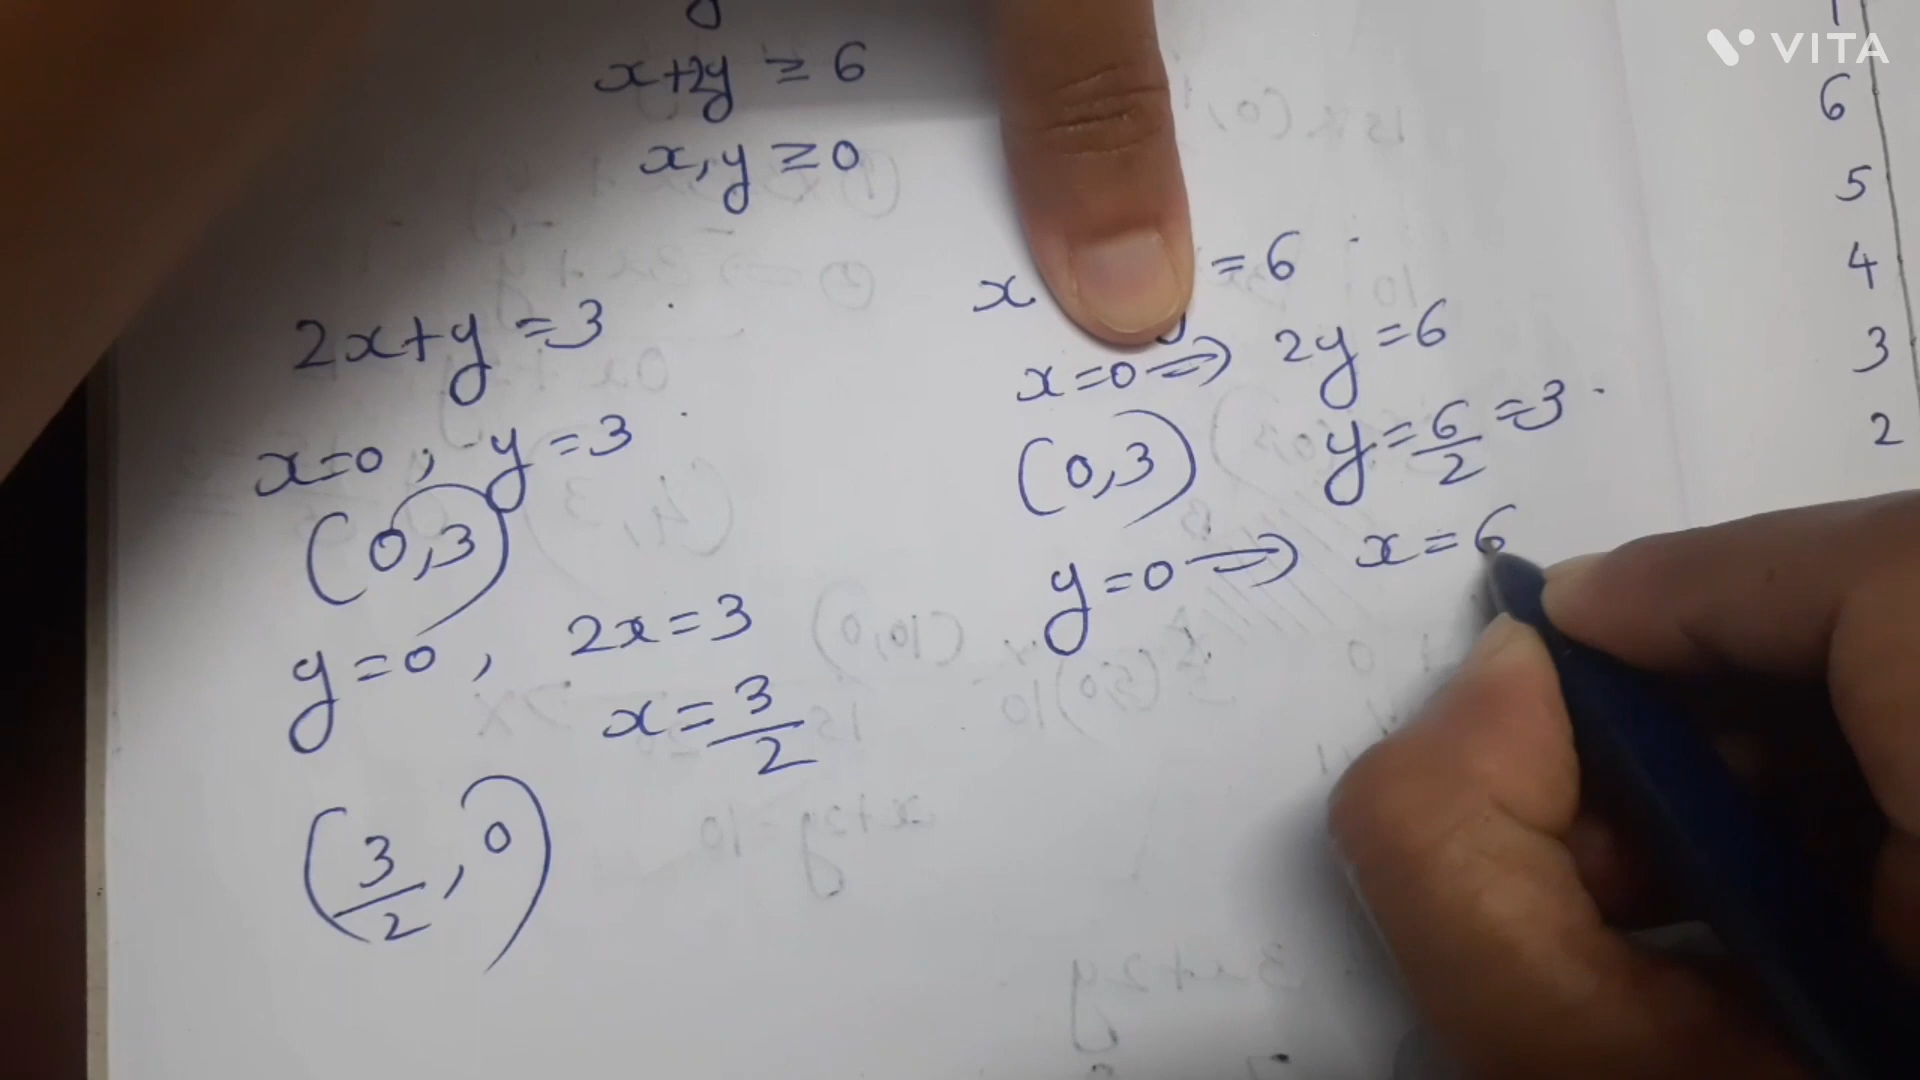 x+2y ≥ 6
x,y ≥ 0
2x+y=3
x=0, y=3
(0,3)
y=0, 2x=3
x=3/2
(3/2, 0)
x =6
x=0 ⇒ 2y=6
(0,3) y=6/2=3
y=0 ⇒ x=6
6
5
4
3
2
VITA